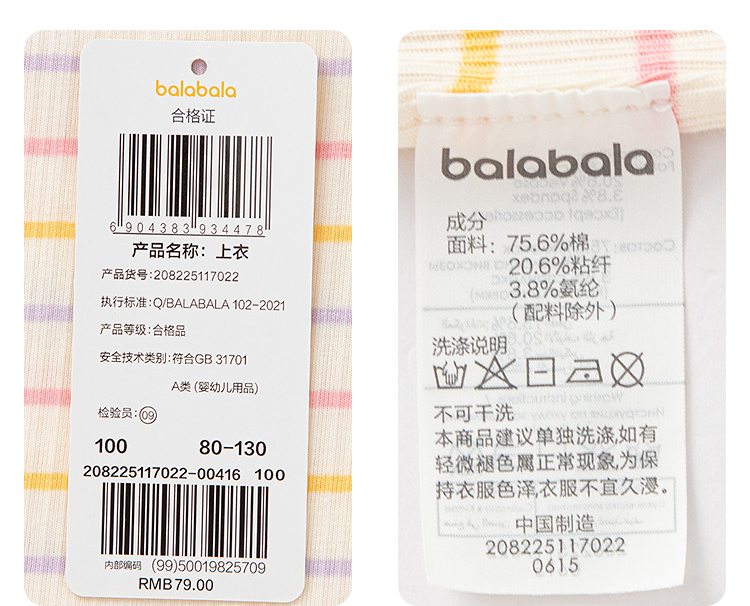 balabala
合格证
6 904383 934478
产品名称：上衣
产品货号:208225117022
执行标准:Q/BALABALA 102-2021
产品等级:合格品
安全技术类别:符合GB 31701
A类 (婴幼儿用品)
检验员:09
100 80-130
208225117022-00416 100
内部编码 (99)50019825709
RMB79.00
balabala
成分
面料：75.6%棉
20.6%粘纤
3.8%氨纶
(配料除外)
洗涤说明
不可干洗
本商品建议单独洗涤,如有
轻微褪色属正常现象,为保
持衣服色泽,衣服不宜久浸。
中国制造
208225117022
0615